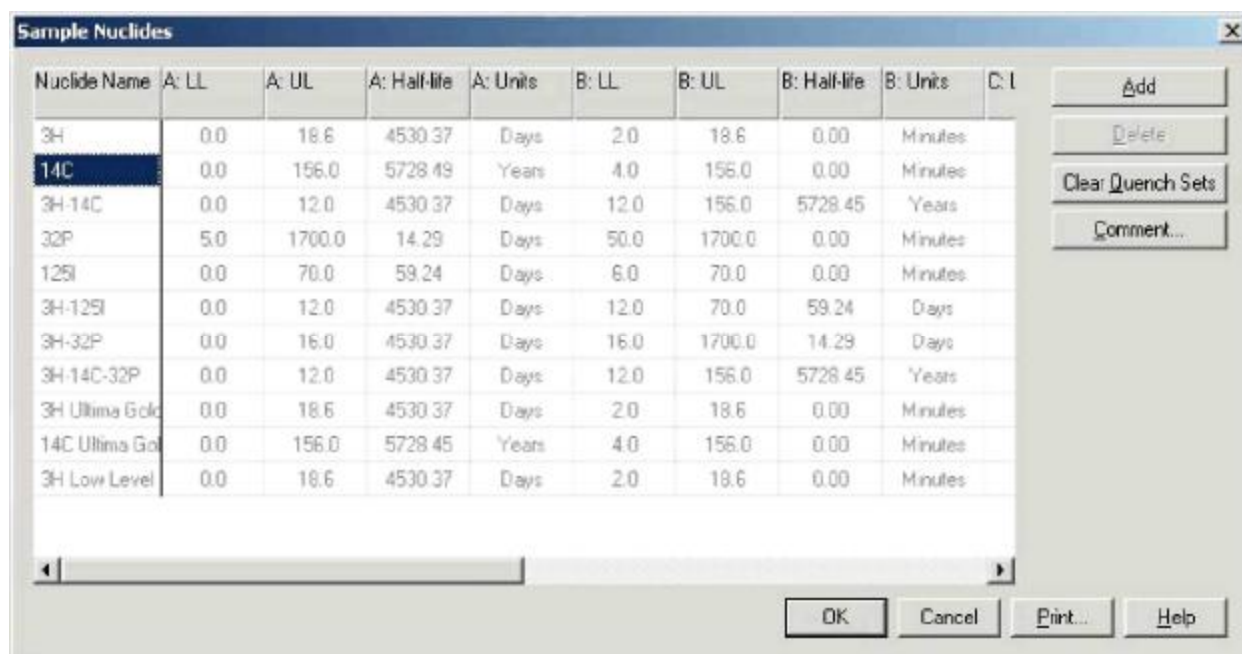 Sample Nuclides
Nuclide Name A: LL A: UL A: Half-life A: Units B: LL B: UL B: Half-life B: Units C: L
3H 0.0 18.6 4530.37 Days 2.0 18.6 0.00 Minutes
14C 0.0 156.0 5728.49 Years 4.0 156.0 0.00 Minutes
3H-14C 0.0 12.0 4530.37 Days 12.0 156.0 5728.45 Years
32P 5.0 1700.0 14.29 Days 50.0 1700.0 0.00 Minutes
125I 0.0 70.0 59.24 Days 6.0 70.0 0.00 Minutes
3H-125I 0.0 12.0 4530.37 Days 12.0 70.0 59.24 Days
3H-32P 0.0 16.0 4530.37 Days 16.0 1700.0 14.29 Days
3H-14C-32P 0.0 12.0 4530.37 Days 12.0 156.0 5728.45 Years
3H Ultima Gold 0.0 18.6 4530.37 Days 2.0 18.6 0.00 Minutes
14C Ultima Gol 0.0 156.0 5728.45 Years 4.0 156.0 0.00 Minutes
3H Low Level 0.0 18.6 4530.37 Days 2.0 18.6 0.00 Minutes
Add
Delete
Clear Quench Sets
Comment...
OK Cancel Print... Help